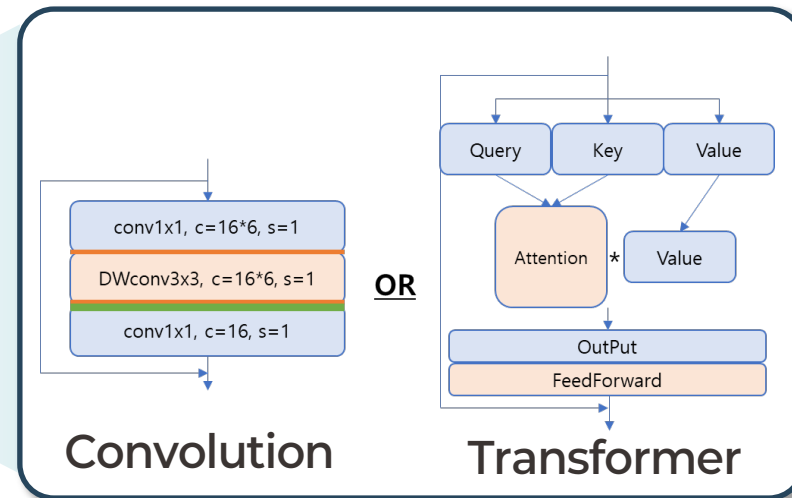 conv1x1, c=16*6, s=1
DWconv3x3, c=16*6, s=1
conv1x1, c=16, s=1
Convolution
OR
Query
Key
Value
Attention
*
Value
OutPut
FeedForward
Transformer